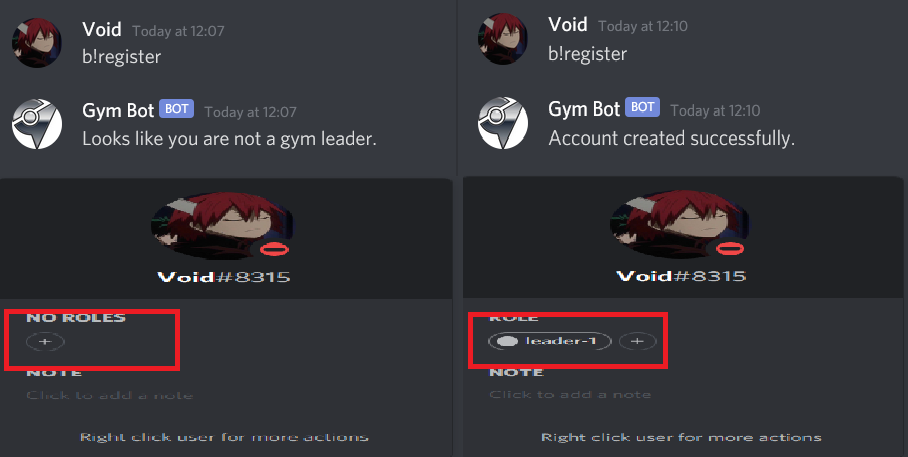 Void Today at 12:07
b!register
Gym Bot BOT Today at 12:07
Looks like you are not a gym leader.
Void#8315
NO ROLES
+
NOTE
Click to add a note
Right click user for more actions
Void Today at 12:10
b!register
Gym Bot BOT Today at 12:10
Account created successfully.
Void#8315
ROLE
leader-1 +
NOTE
Click to add a note
Right click user for more actions